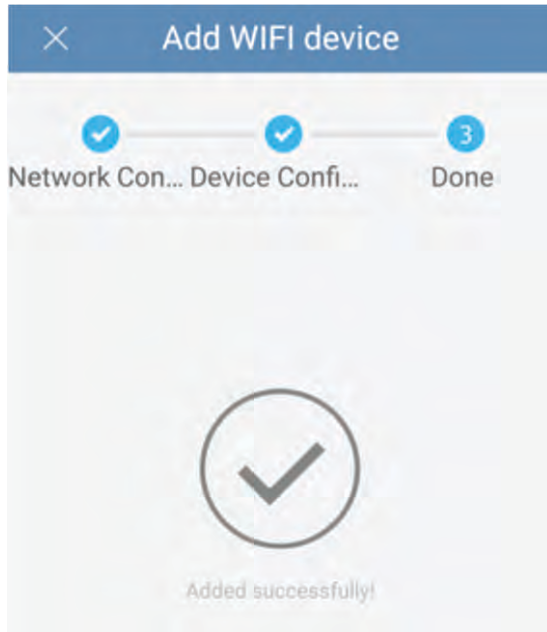 Add WIFI device
3
Network Con... Device Confi... Done
Added successfully!